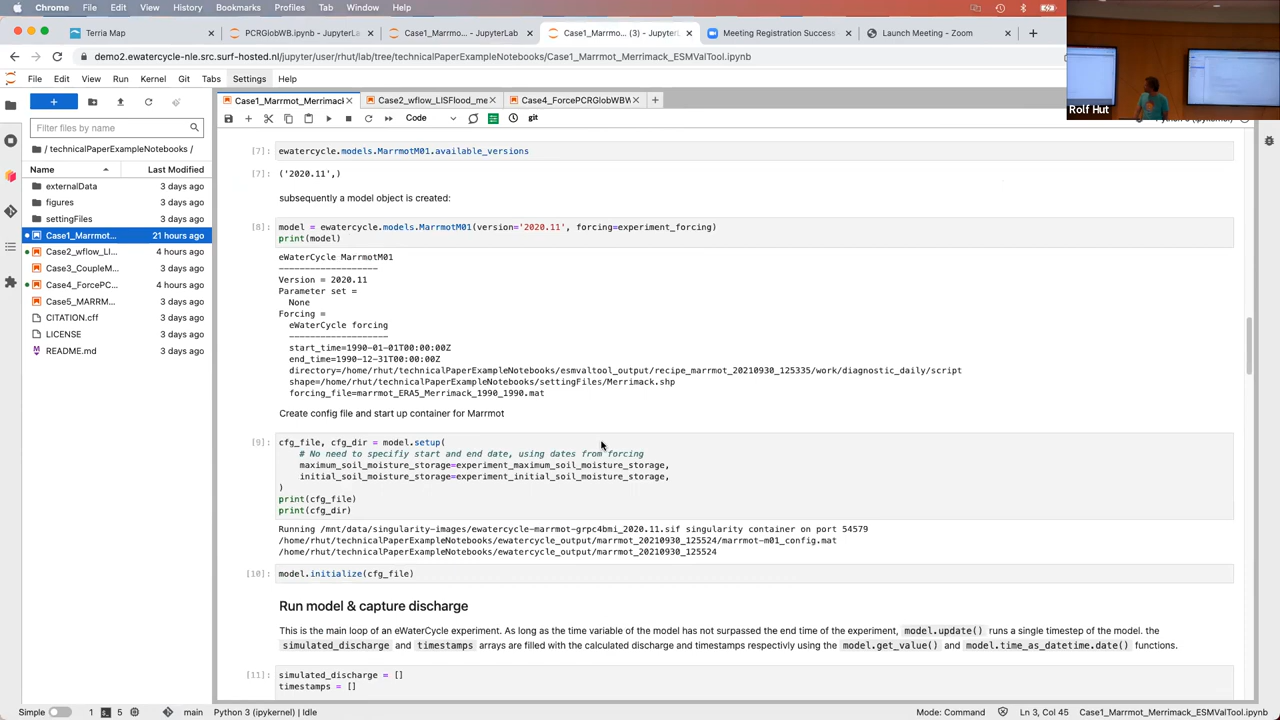 Chrome File Edit View History Bookmarks Profiles Tab Window Help
Terria Map
PCRGlobWB.ipynb - JupyterLa
Case1_Marrmo... - JupyterLab
Case1_Marrmo... (3) - JupyterL
Meeting Registration Success
Launch Meeting - Zoom
demo2.ewatercycle-nle.src.surf-hosted.nl/jupyter/user/rhut/lab/tree/technicalPaperExampleNotebooks/Case1_Marrmot_Merrimack_ESMValTool.ipynb
Rolf Hut
File Edit View Run Kernel Git Tabs Settings Help
Case1_Marrmot_Merrimack
Case2_wflow_LISFlood_me
Case4_ForcePCRGlobWBW
Code
git
Filter files by name
/ technicalPaperExampleNotebooks /
Name Last Modified
externalData 3 days ago
figures 3 days ago
settingFiles 3 days ago
Case1_Marrmot... 21 hours ago
Case2_wflow_LI... 4 hours ago
Case3_CoupleM... 3 days ago
Case4_ForcePC... 4 hours ago
Case5_MARRM... 3 days ago
CITATION.cff 3 days ago
LICENSE 3 days ago
README.md 3 days ago
[7]: ewatercycle.models.MarrmotM01.available_versions
[7]: ('2020.11',)
subsequently a model object is created:
[8]: model = ewatercycle.models.MarrmotM01(version='2020.11', forcing=experiment_forcing)
print(model)
eWaterCycle MarrmotM01
-------------------
Version = 2020.11
Parameter set =
None
Forcing =
eWaterCycle forcing
-------------------
start_time=1990-01-01T00:00:00Z
end_time=1990-12-31T00:00:00Z
directory=/home/rhut/technicalPaperExampleNotebooks/esmvaltool_output/recipe_marrmot_20210930_125335/work/diagnostic_daily/script
shape=/home/rhut/technicalPaperExampleNotebooks/settingFiles/Merrimack.shp
forcing_file=marrmot_ERA5_Merrimack_1990_1990.mat
Create config file and start up container for Marrmot
[9]: cfg_file, cfg_dir = model.setup(
# No need to specifiy start and end date, using dates from forcing
maximum_soil_moisture_storage=experiment_maximum_soil_moisture_storage,
initial_soil_moisture_storage=experiment_initial_soil_moisture_storage,
)
print(cfg_file)
print(cfg_dir)
Running /mnt/data/singularity-images/ewatercycle-marrmot-grpc4bmi_2020.11.sif singularity container on port 54579
/home/rhut/technicalPaperExampleNotebooks/ewatercycle_output/marrmot_20210930_125524/marrmot-m01_config.mat
/home/rhut/technicalPaperExampleNotebooks/ewatercycle_output/marrmot_20210930_125524
[10]: model.initialize(cfg_file)
Run model & capture discharge
This is the main loop of an eWaterCycle experiment. As long as the time variable of the model has not surpassed the end time of the experiment, model.update() runs a single timestep of the model. the
simulated_discharge and timestamps arrays are filled with the calculated discharge and timestamps respectivly using the model.get_value() and model.time_as_datetime.date() functions.
[11]: simulated_discharge = []
timestamps = []
Simple 1 5 main Python 3 (ipykernel) | Idle Mode: Command Ln 3, Col 45 Case1_Marrmot_Merrimack_ESMValTool.ipynb